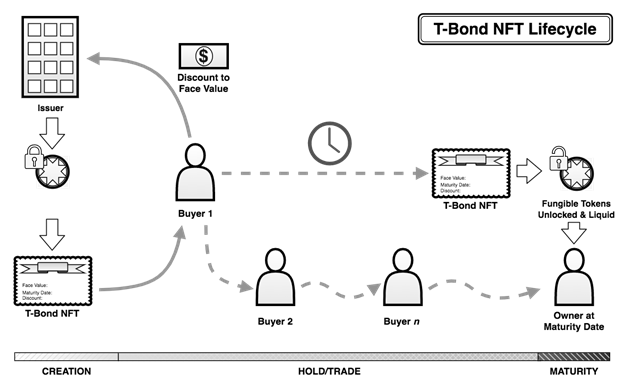 T-Bond NFT Lifecycle
$
Discount to
Face Value
Issuer
Buyer 1
Face Value:
Maturity Date:
Discount:
T-Bond NFT
Fungible Tokens
Unlocked & Liquid
Face Value:
Maturity Date:
Discount:
T-Bond NFT
Buyer 2
Buyer n
Owner at
Maturity Date
CREATION
HOLD/TRADE
MATURITY